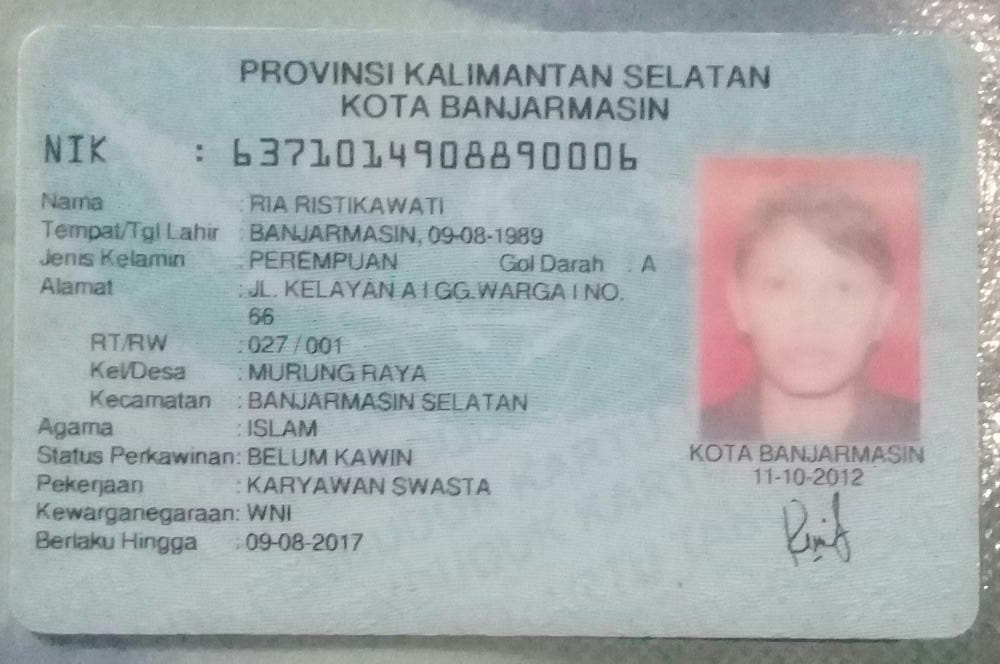 PROVINSI KALIMANTAN SELATAN
KOTA BANJARMASIN
NIK : 6371014908890006
Nama : RIA RISTIKAWATI
Tempat/Tgl Lahir : BANJARMASIN, 09-08-1989
Jenis Kelamin : PEREMPUAN Gol Darah : A
Alamat : JL. KELAYAN A I GG.WARGA I NO.
66
RT/RW : 027 / 001
Kel/Desa : MURUNG RAYA
Kecamatan : BANJARMASIN SELATAN
Agama : ISLAM
Status Perkawinan: BELUM KAWIN
Pekerjaan : KARYAWAN SWASTA
Kewarganegaraan: WNI
Berlaku Hingga : 09-08-2017
KOTA BANJARMASIN
11-10-2012